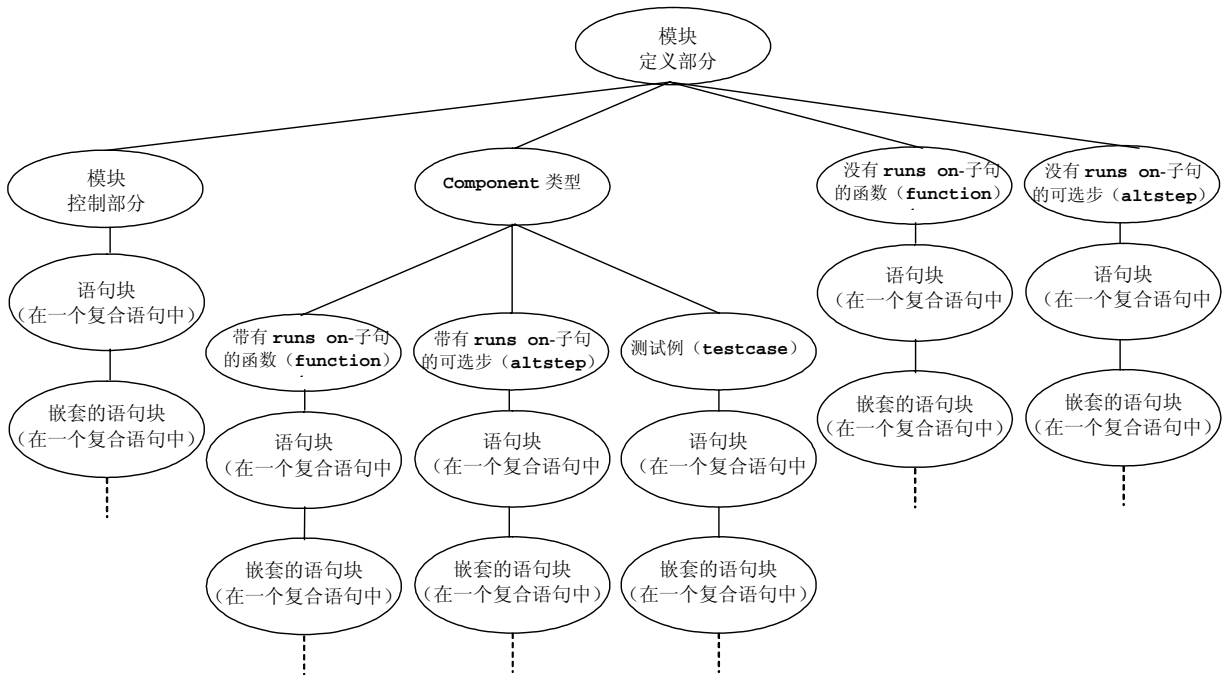 模块
定义部分
模块
控制部分
Component 类型
没有 runs on-子句
的函数（function）
没有 runs on-子句
的可选步（altstep）
语句块
（在一个复合语句中）
语句块
（在一个复合语句中
语句块
（在一个复合语句中
带有 runs on-子句
的函数（function）
带有 runs on-子句
的可选步（altstep）
测试例（testcase）
嵌套的语句块
（在一个复合语句中）
嵌套的语句块
（在一个复合语句中）
嵌套的语句块
（在一个复合语句中）
语句块
（在一个复合语句中
语句块
（在一个复合语句中
语句块
（在一个复合语句中
嵌套的语句块
（在一个复合语句中）
嵌套的语句块
（在一个复合语句中）
嵌套的语句块
（在一个复合语句中）